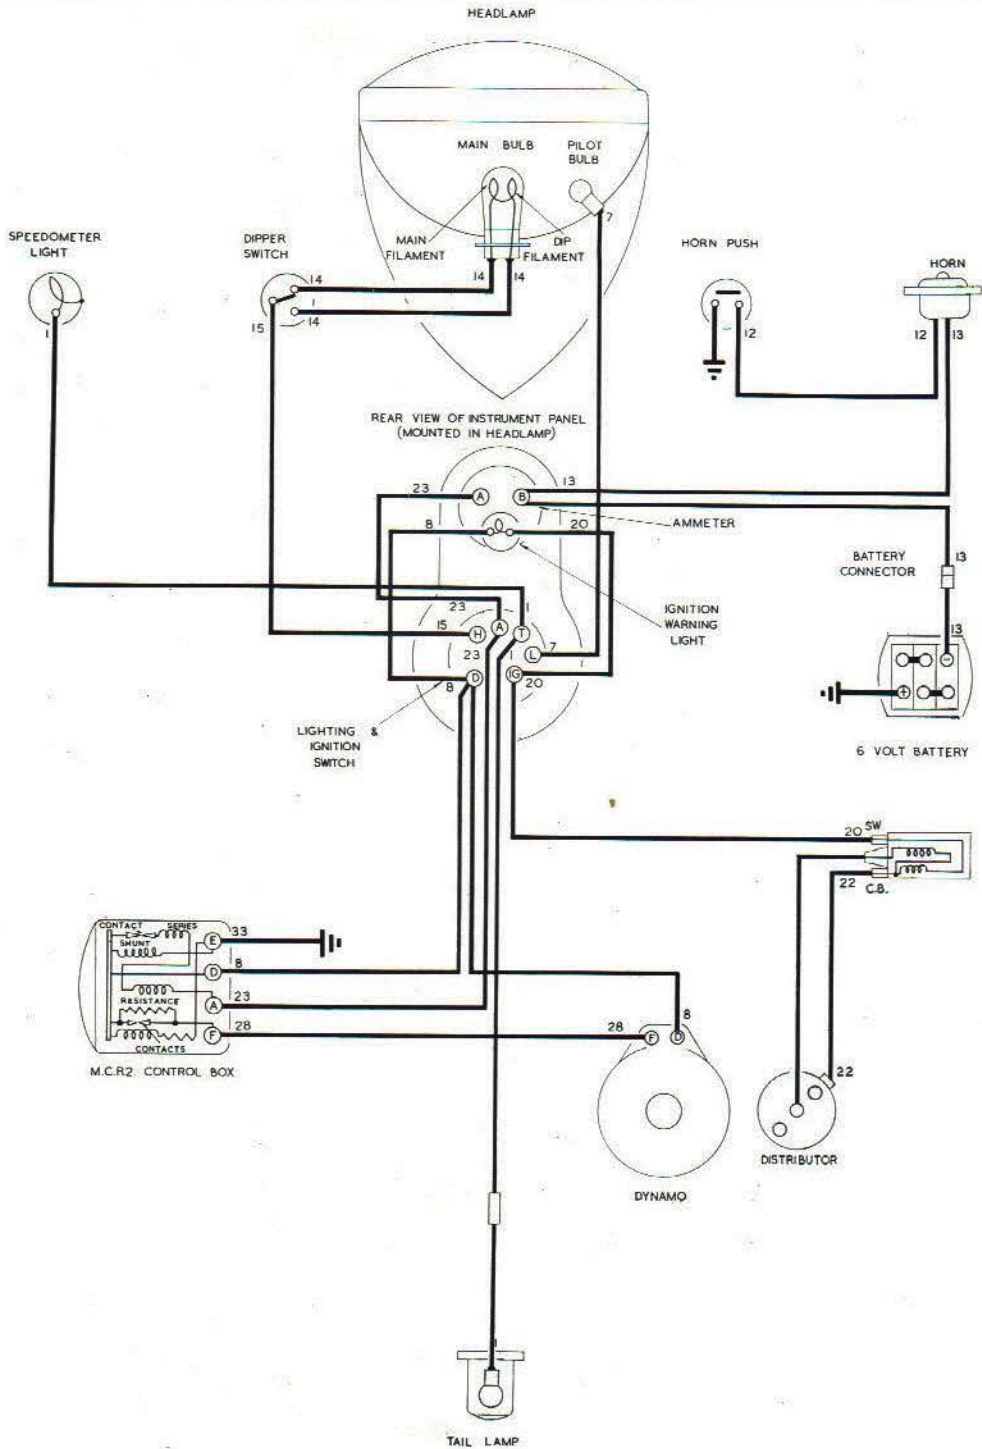 HEADLAMP
MAIN BULB
PILOT
BULB
7
SPEEDOMETER
LIGHT
DIPPER
SWITCH
MAIN
FILAMENT
DIP
FILAMENT
HORN PUSH
HORN
14
14
14
14
15
1
12
12
13
REAR VIEW OF INSTRUMENT PANEL
(MOUNTED IN HEADLAMP)
23
A
B
13
AMMETER
8
20
BATTERY
CONNECTOR
13
IGNITION
WARNING
LIGHT
23
1
15
H
A
T
L
7
23
1
D
IG
8
20
13
-
+
LIGHTING &
IGNITION
SWITCH
6 VOLT BATTERY
20
SW
22
C.B.
CONTACT
SERIES
SHUNT
E
33
D
8
RESISTANCE
A
23
F
28
CONTACTS
M.C.R2. CONTROL BOX
28
F
D
8
22
DISTRIBUTOR
DYNAMO
1
TAIL LAMP